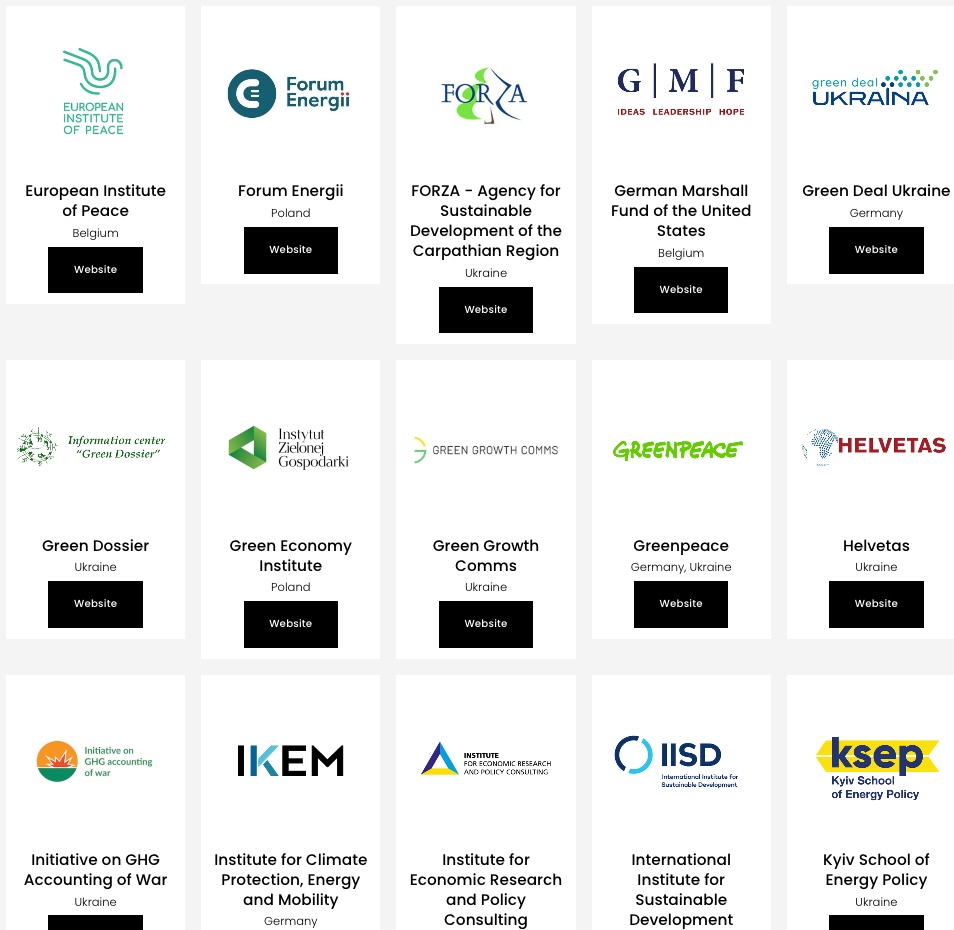 EUROPEAN
INSTITUTE
OF PEACE
European Institute
of Peace
Belgium
Website
Forum
Energii
Forum Energii
Poland
Website
FORZA
FORZA - Agency for
Sustainable
Development of the
Carpathian Region
Ukraine
Website
G|M|F
IDEAS LEADERSHIP HOPE
German Marshall
Fund of the United
States
Belgium
Website
green deal
UKRAЇNA
Green Deal Ukraine
Germany
Website
Information center
“Green Dossier”
Green Dossier
Ukraine
Website
Instytut
Zielonej
Gospodarki
Green Economy
Institute
Poland
Website
GREEN GROWTH COMMS
Green Growth
Comms
Ukraine
Website
GREENPEACE
Greenpeace
Germany, Ukraine
Website
HELVETAS
Helvetas
Ukraine
Website
Initiative on
GHG accounting
of war
Initiative on GHG
Accounting of War
Ukraine
IKEM
Institute for Climate
Protection, Energy
and Mobility
Germany
INSTITUTE
FOR ECONOMIC RESEARCH
AND POLICY CONSULTING
Institute for
Economic Research
and Policy
Consulting
IISD
International Institute for
Sustainable Development
International
Institute for
Sustainable
Development
ksep
Kyiv School
of Energy Policy
Kyiv School of
Energy Policy
Ukraine